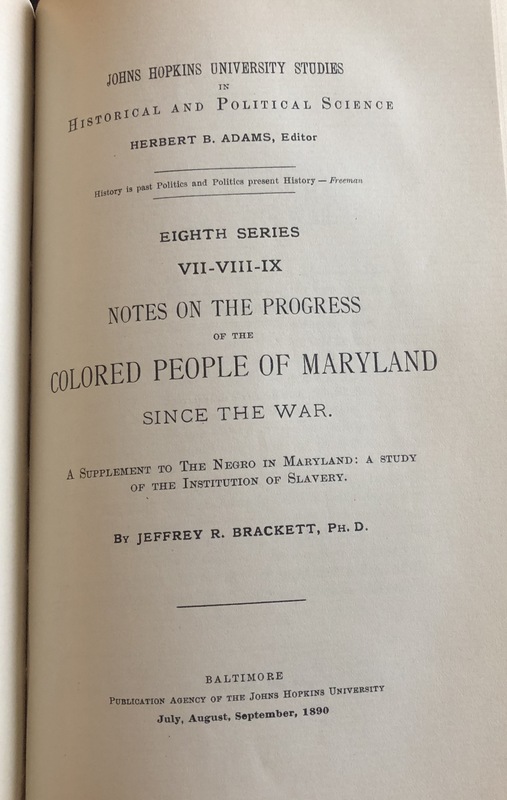 JOHNS HOPKINS UNIVERSITY STUDIES
IN
HISTORICAL AND POLITICAL SCIENCE
HERBERT B. ADAMS, Editor
History is past Politics and Politics present History — Freeman
EIGHTH SERIES
VII-VIII-IX
NOTES ON THE PROGRESS
OF THE
COLORED PEOPLE OF MARYLAND
SINCE THE WAR.
A SUPPLEMENT TO THE NEGRO IN MARYLAND: A STUDY
OF THE INSTITUTION OF SLAVERY.
BY JEFFREY R. BRACKETT, PH. D.
BALTIMORE
PUBLICATION AGENCY OF THE JOHNS HOPKINS UNIVERSITY
July, August, September, 1890